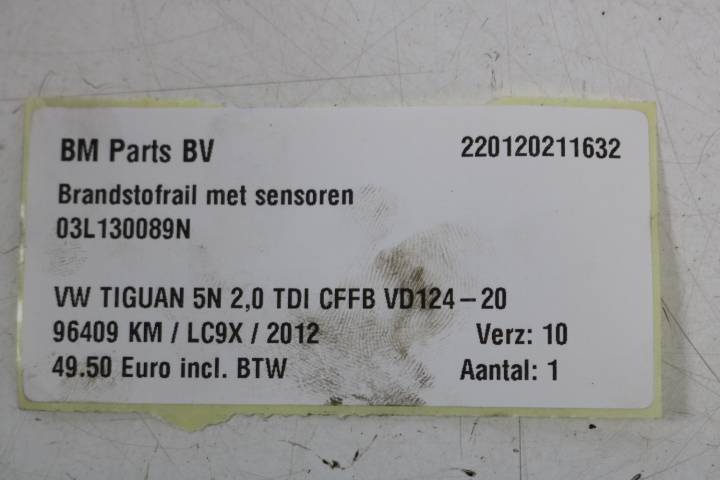 BM Parts BV 220120211632
Brandstofrail met sensoren
03L130089N
VW TIGUAN 5N 2,0 TDI CFFB VD124-20
96409 KM / LC9X / 2012 Verz: 10
49.50 Euro incl. BTW Aantal: 1